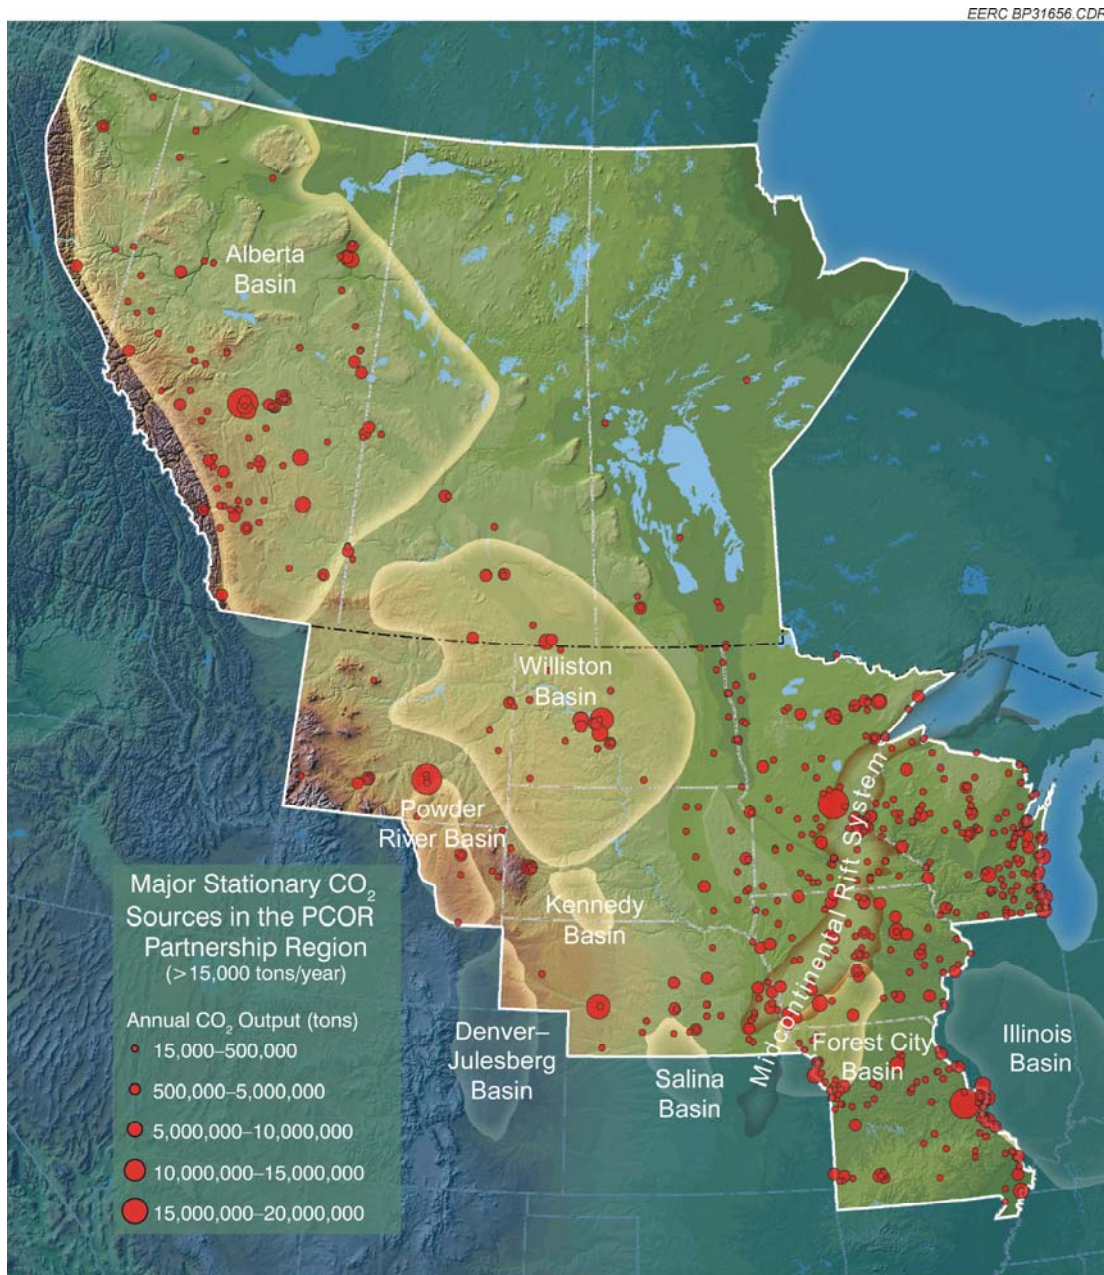 EERC BP31656.CDR
Alberta
Basin
Williston
Basin
Powder
River Basin
Kennedy
Basin
Midcontinental Rift System
Denver–
Julesberg
Basin
Salina
Basin
Forest City
Basin
Illinois
Basin
Major Stationary CO₂
Sources in the PCOR
Partnership Region
(>15,000 tons/year)
Annual CO₂ Output (tons)
15,000–500,000
500,000–5,000,000
5,000,000–10,000,000
10,000,000–15,000,000
15,000,000–20,000,000